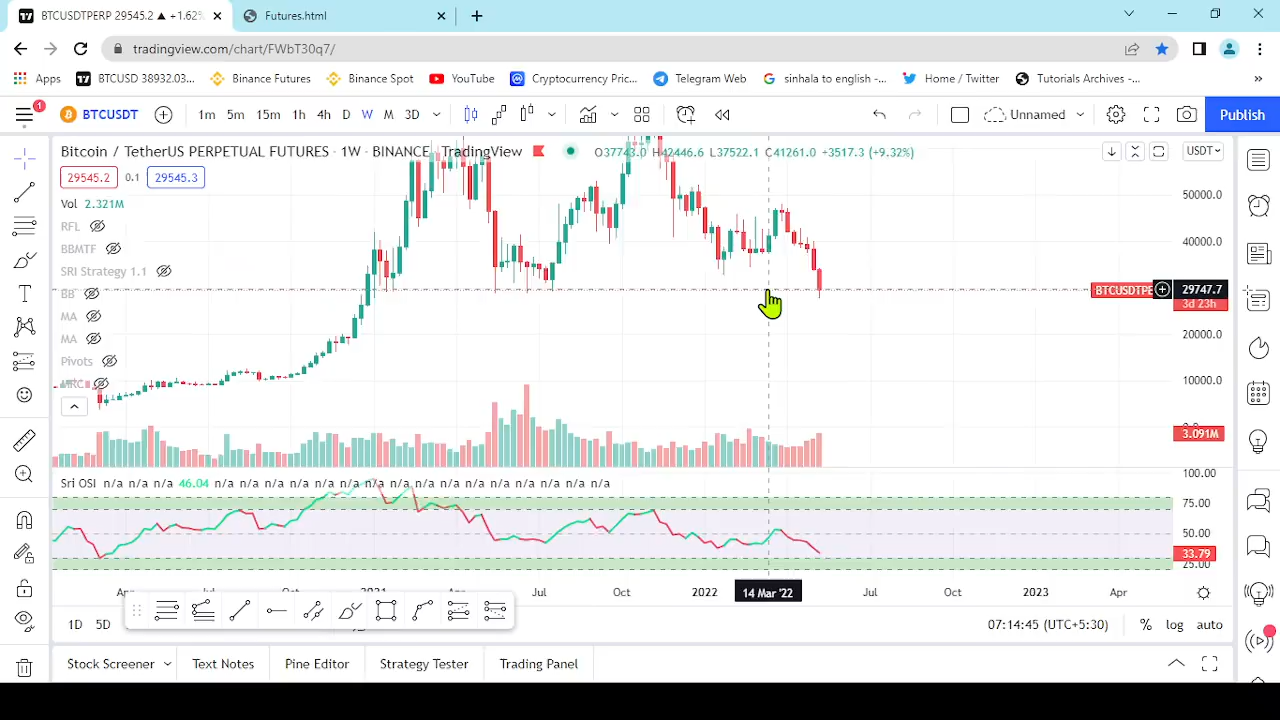 BTCUSDTPERP 29545.2 ▲ +1.62% Futures.html
tradingview.com/chart/FWbT30q7/
Apps BTCUSD 38932.03... Binance Futures Binance Spot YouTube Cryptocurrency Pric... Telegram Web sinhala to english -... Home / Twitter Tutorials Archives -... »
1 BTCUSDT 1m 5m 15m 1h 4h D W M 3D Unnamed Publish
Bitcoin / TetherUS PERPETUAL FUTURES · 1W · BINANCE TradingView O37743.0 H42446.6 L37522.1 C41261.0 +3517.3 (+9.32%) USDT
29545.2 0.1 29545.3
50000.0
Vol 2.321M
RFL
BBMTF
40000.0
SRI Strategy 1.1
BB
BTCUSDTPE 29747.7
3d 23h
MA
MA
20000.0
Pivots
10000.0
3.091M
100.00
Sri OSI n/a n/a n/a 46.04 n/a n/a n/a n/a n/a n/a n/a n/a n/a n/a n/a n/a n/a
75.00
50.00
33.79
25.00
Oct 2021 Jul Oct 2022 14 Mar '22 Jul Oct 2023 Apr
1D 5D 07:14:45 (UTC+5:30) % log auto
Stock Screener Text Notes Pine Editor Strategy Tester Trading Panel